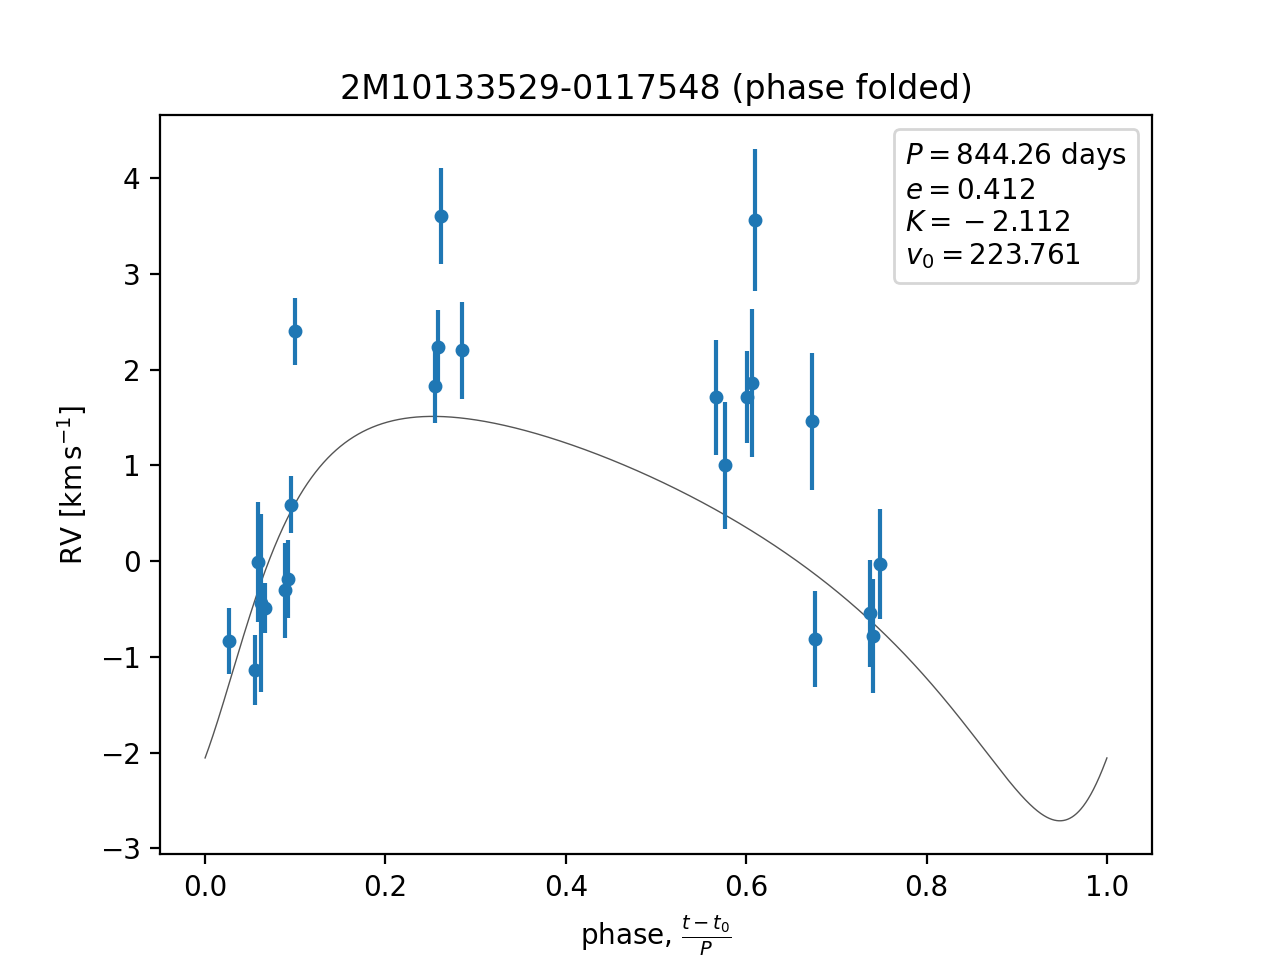 2M10133529-0117548 (phase folded)
P = 844.26 days
e = 0.412
K = −2.112
v₀ = 223.761
4
3
2
1
0
−1
−2
−3
RV [km s⁻¹]
0.0 0.2 0.4 0.6 0.8 1.0
phase, (t − t₀)/P